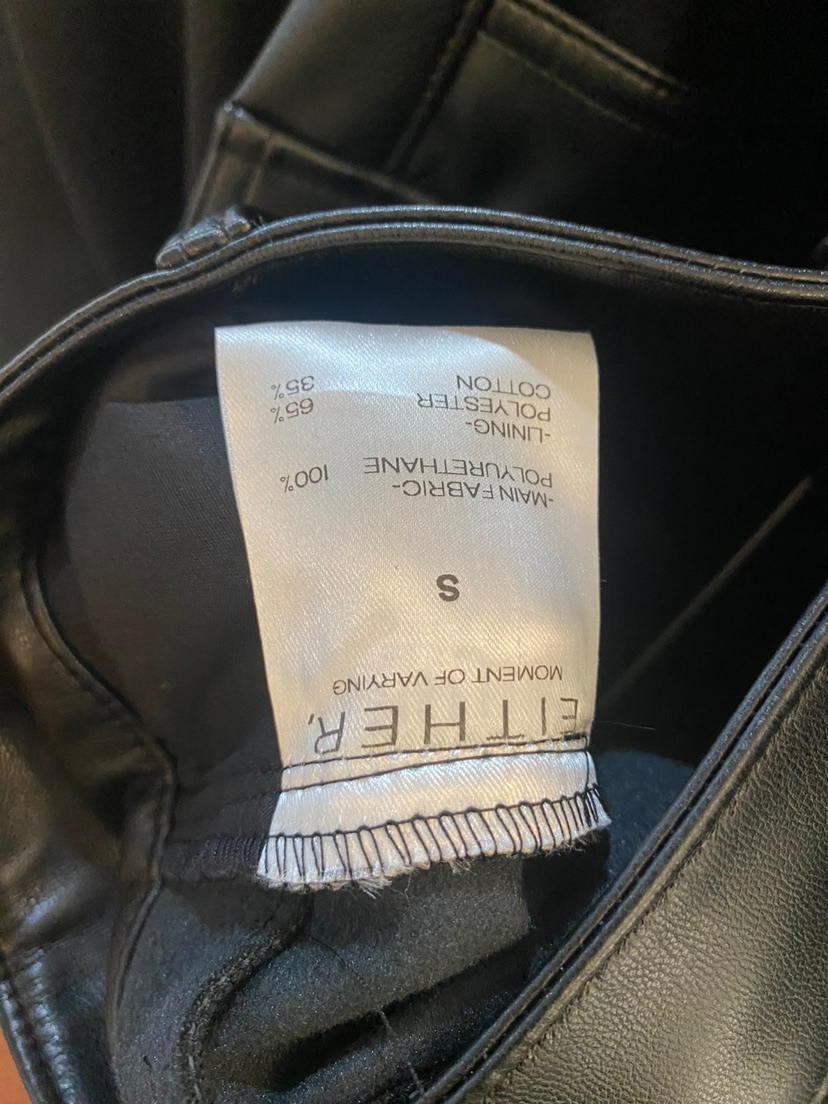 EITHER,
MOMENT OF VARYING
S
-MAIN FABRIC-
POLYURETHANE 100%
-LINING-
POLYESTER 65%
COTTON 35%